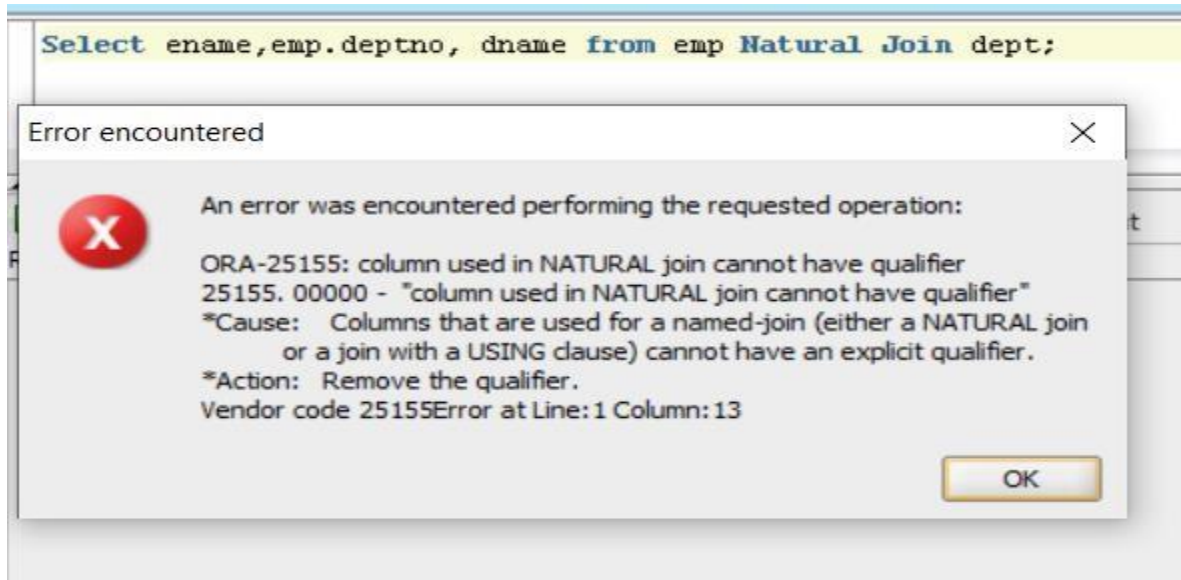 Select ename,emp.deptno, dname from emp Natural Join dept;
Error encountered
An error was encountered performing the requested operation:
ORA-25155: column used in NATURAL join cannot have qualifier
25155. 00000 - "column used in NATURAL join cannot have qualifier"
*Cause: Columns that are used for a named-join (either a NATURAL join
or a join with a USING clause) cannot have an explicit qualifier.
*Action: Remove the qualifier.
Vendor code 25155Error at Line:1 Column:13
OK